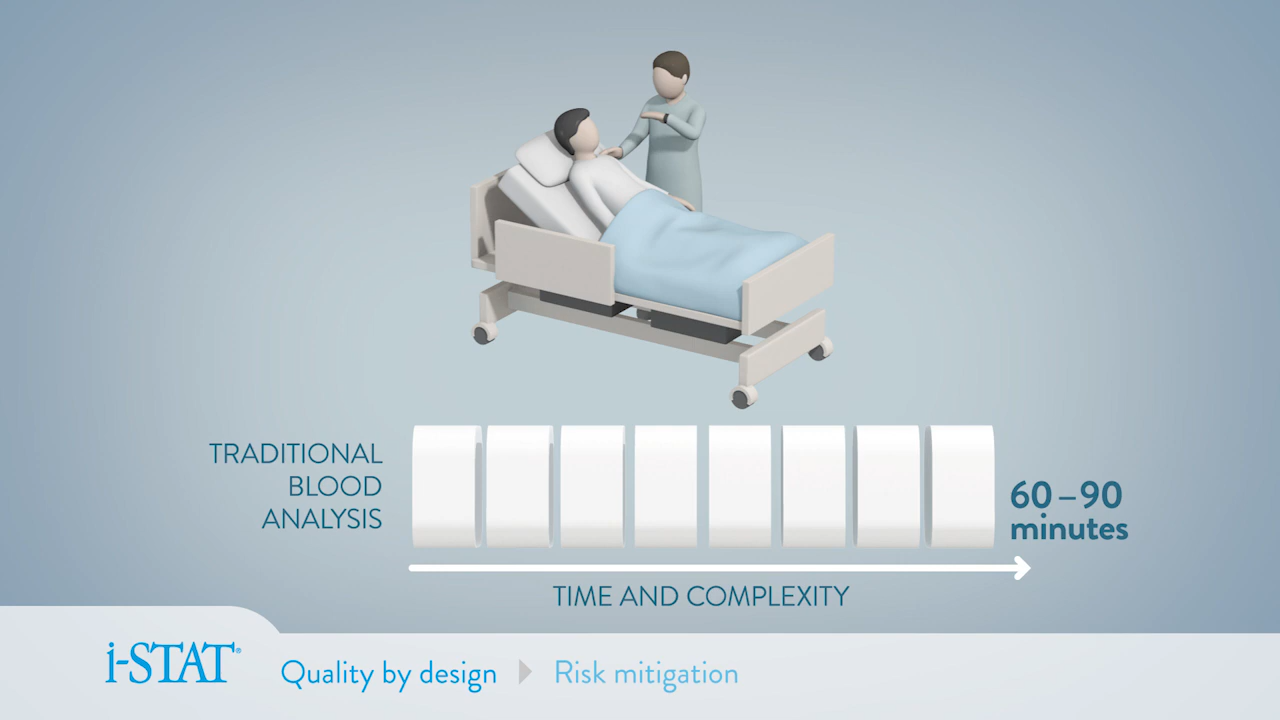 TRADITIONAL
BLOOD
ANALYSIS
60–90
minutes
TIME AND COMPLEXITY
i-STAT®
Quality by design
Risk mitigation